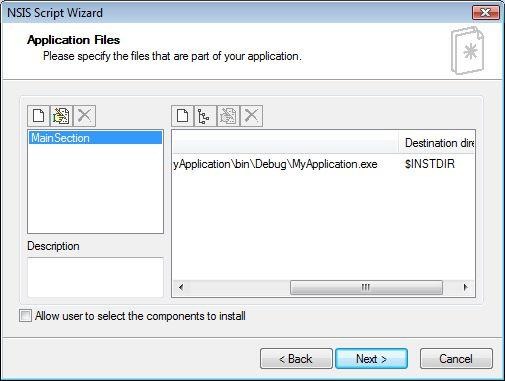 NSIS Script Wizard
Application Files
Please specify the files that are part of your application.
MainSection
Destination dire
yApplication\bin\Debug\MyApplication.exe $INSTDIR
Description
Allow user to select the components to install
< Back Next > Cancel